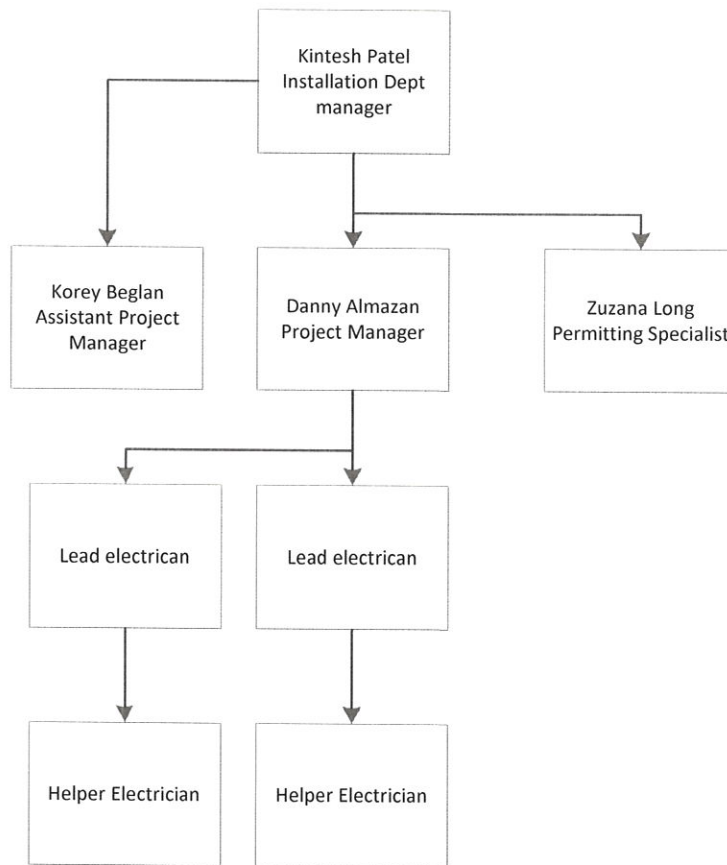 Kintesh Patel
Installation Dept
manager
Korey Beglan
Assistant Project
Manager
Danny Almazan
Project Manager
Zuzana Long
Permitting Specialist
Lead electrican
Lead electrican
Helper Electrician
Helper Electrician